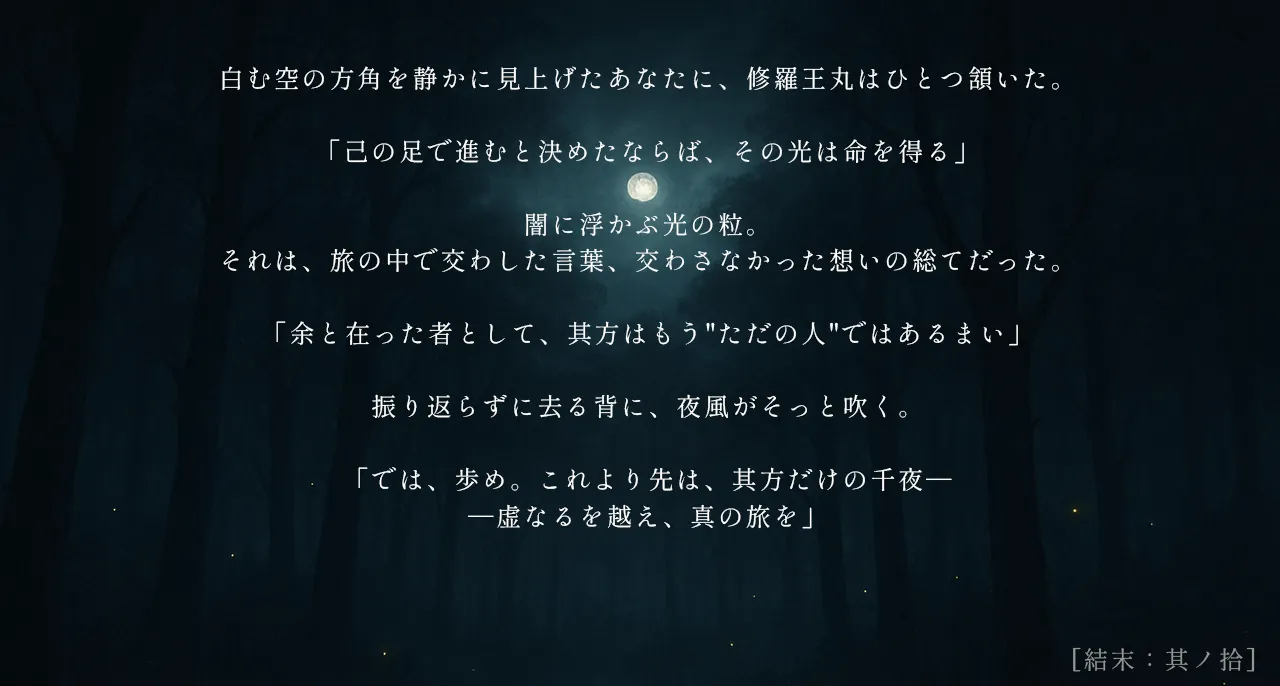 白む空の方角を静かに見上げたあなたに、修羅王丸はひとつ頷いた。
「己の足で進むと決めたならば、その光は命を得る」
闇に浮かぶ光の粒。
それは、旅の中で交わした言葉、交わさなかった想いの総てだった。
「余と在った者として、其方はもう"ただの人"ではあるまい」
振り返らずに去る背に、夜風がそっと吹く。
「では、歩め。これより先は、其方だけの千夜―
―虚なるを越え、真の旅を」
[結末：其ノ拾]